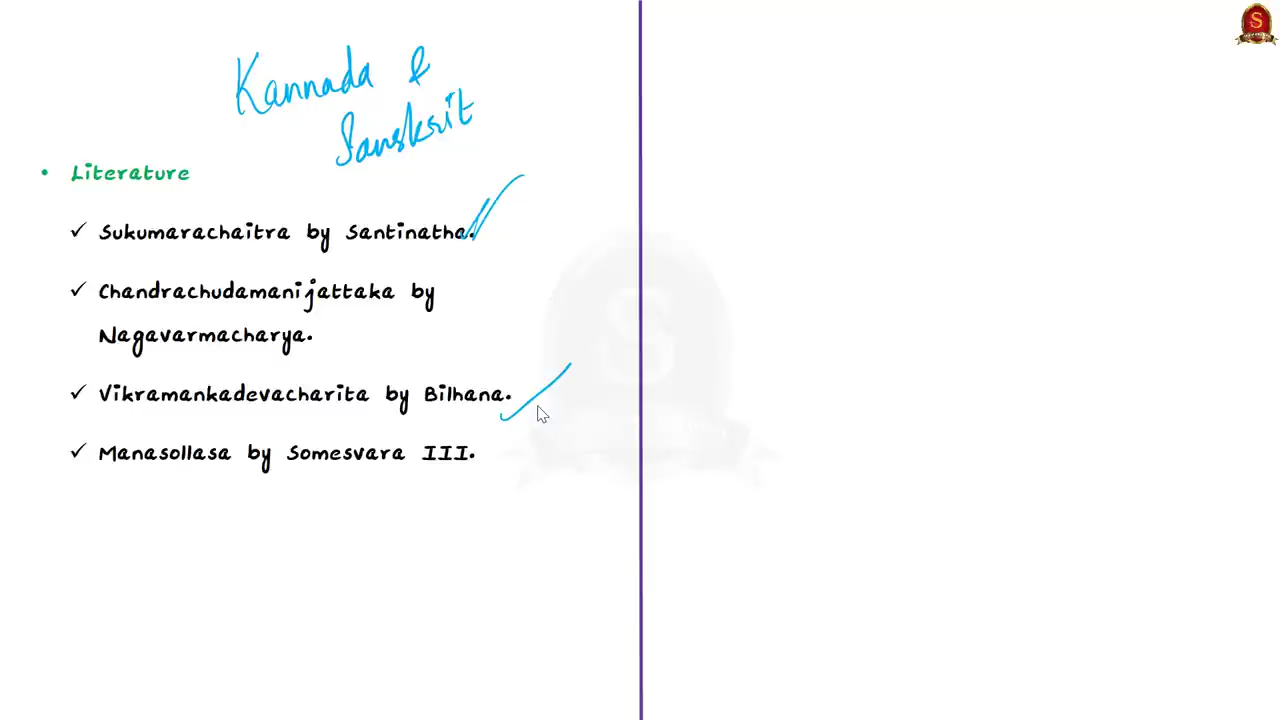 Kannada &
Sanskrit
• Literature
✓ Sukumarachaitra by Santinatha.
✓ Chandrachudamanijattaka by
Nagavarmacharya.
✓ Vikramankadevacharita by Bilhana.
✓ Manasollasa by Somesvara III.
S